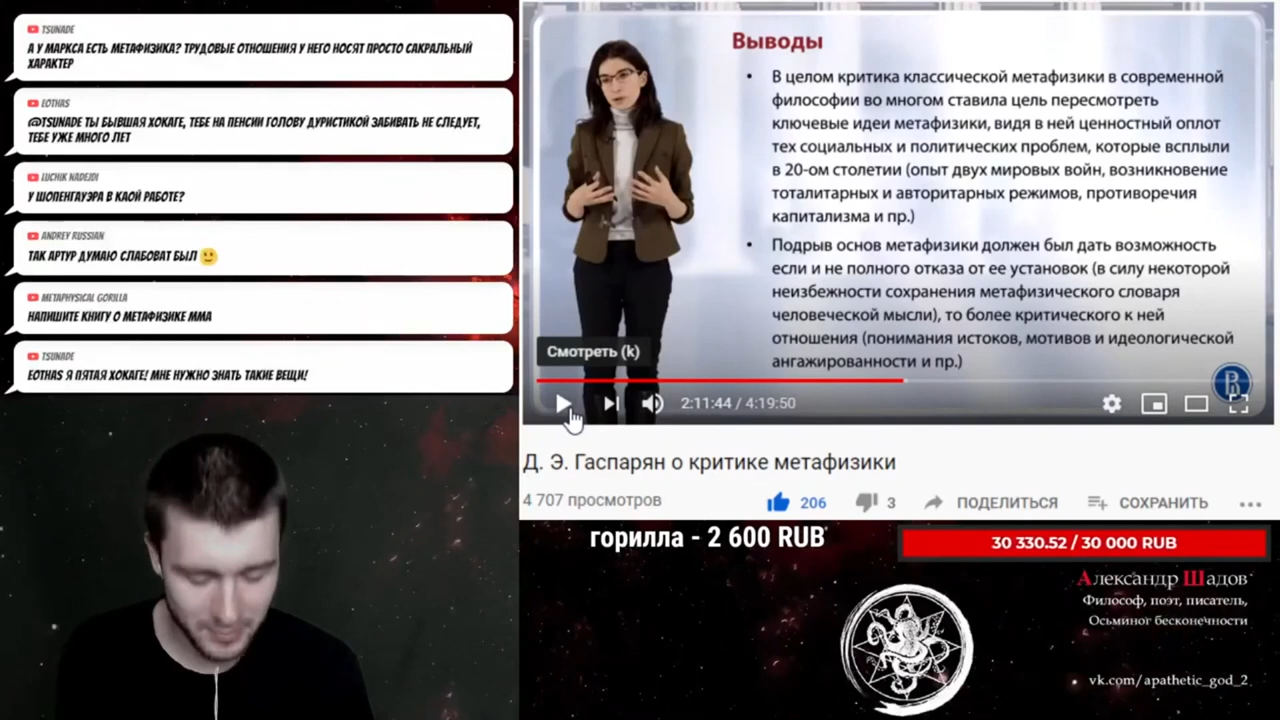 TSUNADE
А У МАРКСА ЕСТЬ МЕТАФИЗИКА? ТРУДОВЫЕ ОТНОШЕНИЯ У НЕГО НОСЯТ ПРОСТО САКРАЛЬНЫЙ
ХАРАКТЕР
EOTHAS
@TSUNADE ТЫ БЫВШАЯ ХОКАГЕ, ТЕБЕ НА ПЕНСИИ ГОЛОВУ ДУРИСТИКОЙ ЗАБИВАТЬ НЕ СЛЕДУЕТ,
ТЕБЕ УЖЕ МНОГО ЛЕТ
LUCHIK NADEJDI
У ШОПЕНГАУЭРА В КАОЙ РАБОТЕ?
ANDREY RUSSIAN
ТАК АРТУР ДУМАЮ СЛАБОВАТ БЫЛ 🙂
METAPHYSICAL GORILLA
НАПИШИТЕ КНИГУ О МЕТАФИЗИКЕ ММА
TSUNADE
EOTHAS Я ПЯТАЯ ХОКАГЕ! МНЕ НУЖНО ЗНАТЬ ТАКИЕ ВЕЩИ!
Выводы
• В целом критика классической метафизики в современной
философии во многом ставила цель пересмотреть
ключевые идеи метафизики, видя в ней ценностный оплот
тех социальных и политических проблем, которые всплыли
в 20-ом столетии (опыт двух мировых войн, возникновение
тоталитарных и авторитарных режимов, противоречия
капитализма и пр.)
• Подрыв основ метафизики должен был дать возможность
если и не полного отказа от ее установок (в силу некоторой
неизбежности сохранения метафизического словаря
человеческой мысли), то более критического к ней
отношения (понимания истоков, мотивов и идеологической
ангажированности и пр.)
Смотреть (k)
2:11:44 / 4:19:50
Д. Э. Гаспарян о критике метафизики
4 707 просмотров
206
3
ПОДЕЛИТЬСЯ
СОХРАНИТЬ
горилла - 2 600 RUB
30 330.52 / 30 000 RUB
Александр Шадов
Философ, поэт, писатель,
Осьминог бесконечности
vk.com/apathetic_god_2